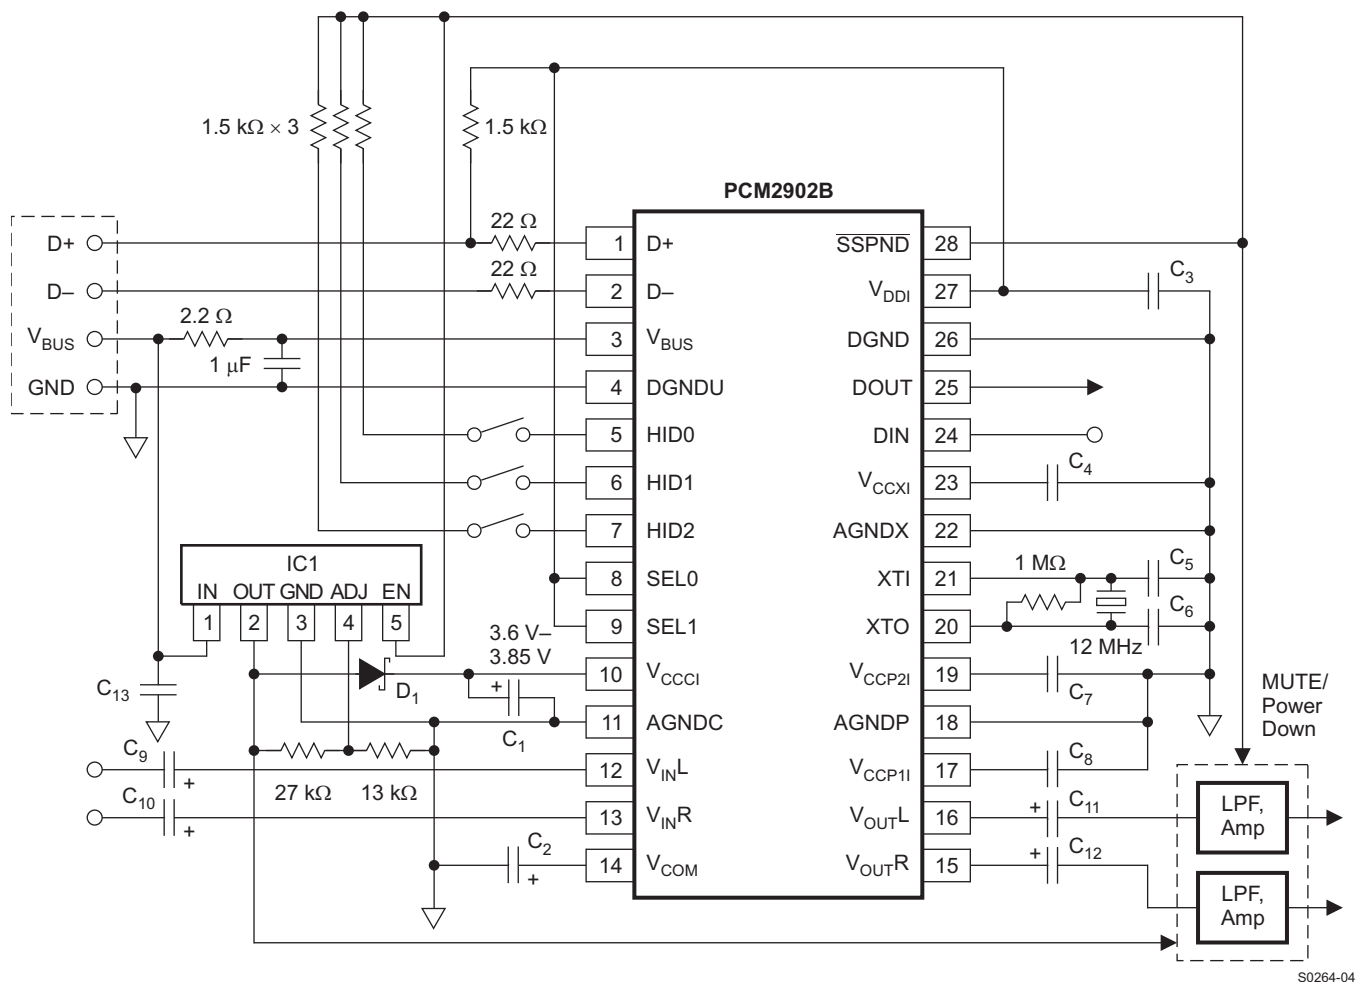 1.5 kΩ × 3
1.5 kΩ
PCM2902B
D+
22 Ω
1
D+
SSPND
28
D–
22 Ω
2
D–
VDDI
27
C3
VBUS
2.2 Ω
3
VBUS
DGND
26
1 μF
GND
4
DGNDU
DOUT
25
5
HID0
DIN
24
6
HID1
VCCXI
23
C4
7
HID2
AGNDX
22
IC1
IN OUT GND ADJ EN
1 2 3 4 5
8
SEL0
XTI
21
1 MΩ
C5
9
SEL1
XTO
20
12 MHz
C6
3.6 V–
3.85 V
D1
+
C1
10
VCCCI
VCCP2I
19
C7
C13
11
AGNDC
AGNDP
18
MUTE/
Power
Down
C9
+
27 kΩ
13 kΩ
12
VINL
VCCP1I
17
C8
C10
+
13
VINR
VOUTL
16
+
C11
LPF,
Amp
C2
+
14
VCOM
VOUTR
15
+
C12
LPF,
Amp
S0264-04